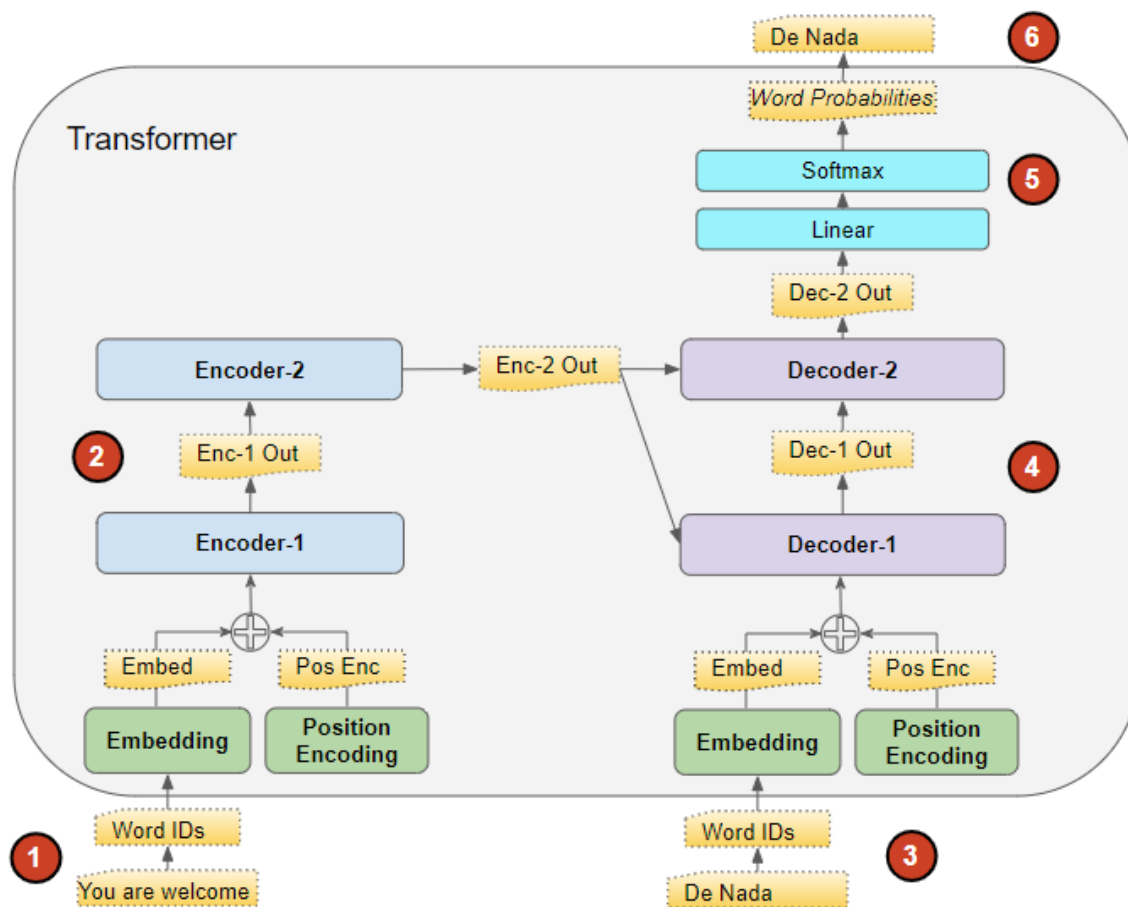 De Nada
6
Word Probabilities
Transformer
Softmax
5
Linear
Dec-2 Out
Encoder-2
Enc-2 Out
Decoder-2
2
Enc-1 Out
Dec-1 Out
4
Encoder-1
Decoder-1
Embed
Pos Enc
Embed
Pos Enc
Embedding
Position
Encoding
Embedding
Position
Encoding
1
Word IDs
Word IDs
3
You are welcome
De Nada